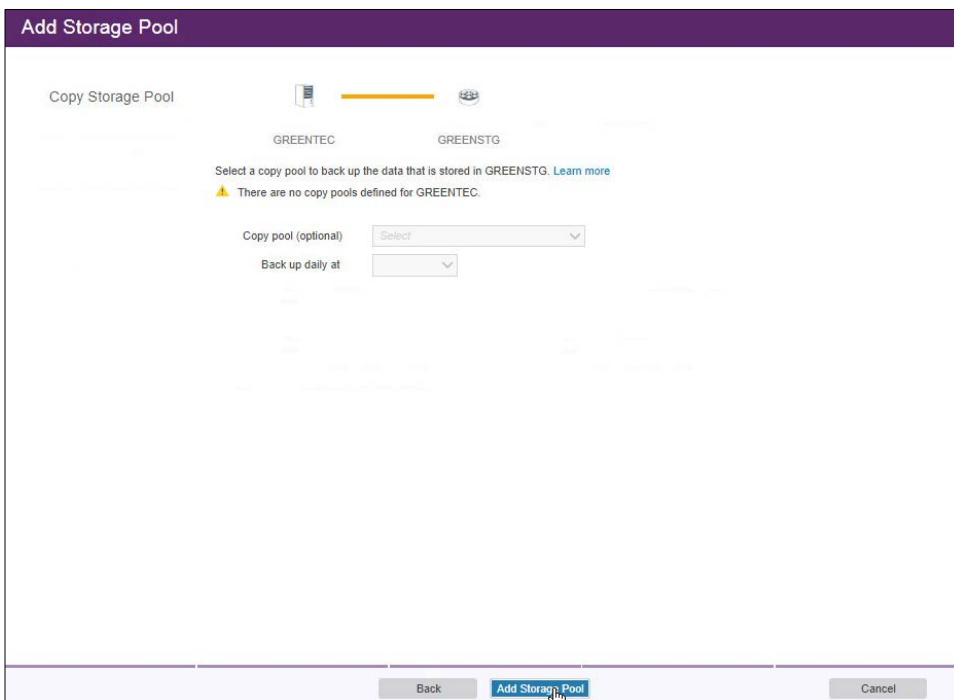 Add Storage Pool
Copy Storage Pool
GREENTEC
GREENSTG
Select a copy pool to back up the data that is stored in GREENSTG. Learn more
There are no copy pools defined for GREENTEC.
Copy pool (optional)
Select
Back up daily at
Back
Add Storage Pool
Cancel